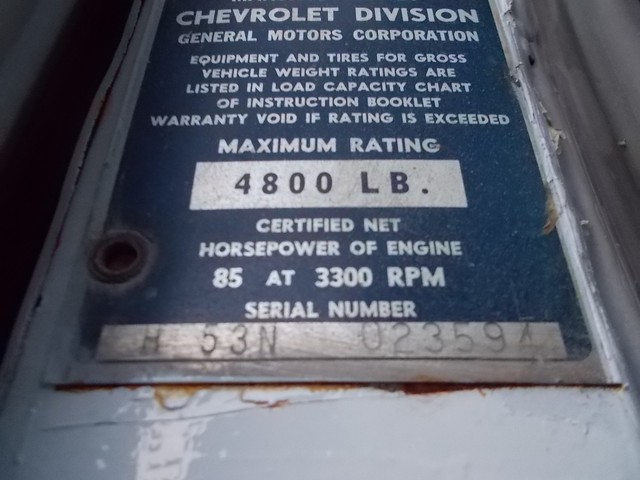 CHEVROLET DIVISION
GENERAL MOTORS CORPORATION
EQUIPMENT AND TIRES FOR GROSS
VEHICLE WEIGHT RATINGS ARE
LISTED IN LOAD CAPACITY CHART
OF INSTRUCTION BOOKLET
WARRANTY VOID IF RATING IS EXCEEDED
MAXIMUM RATING
4800 LB.
CERTIFIED NET
HORSEPOWER OF ENGINE
85 AT 3300 RPM
SERIAL NUMBER
H 53N 023594